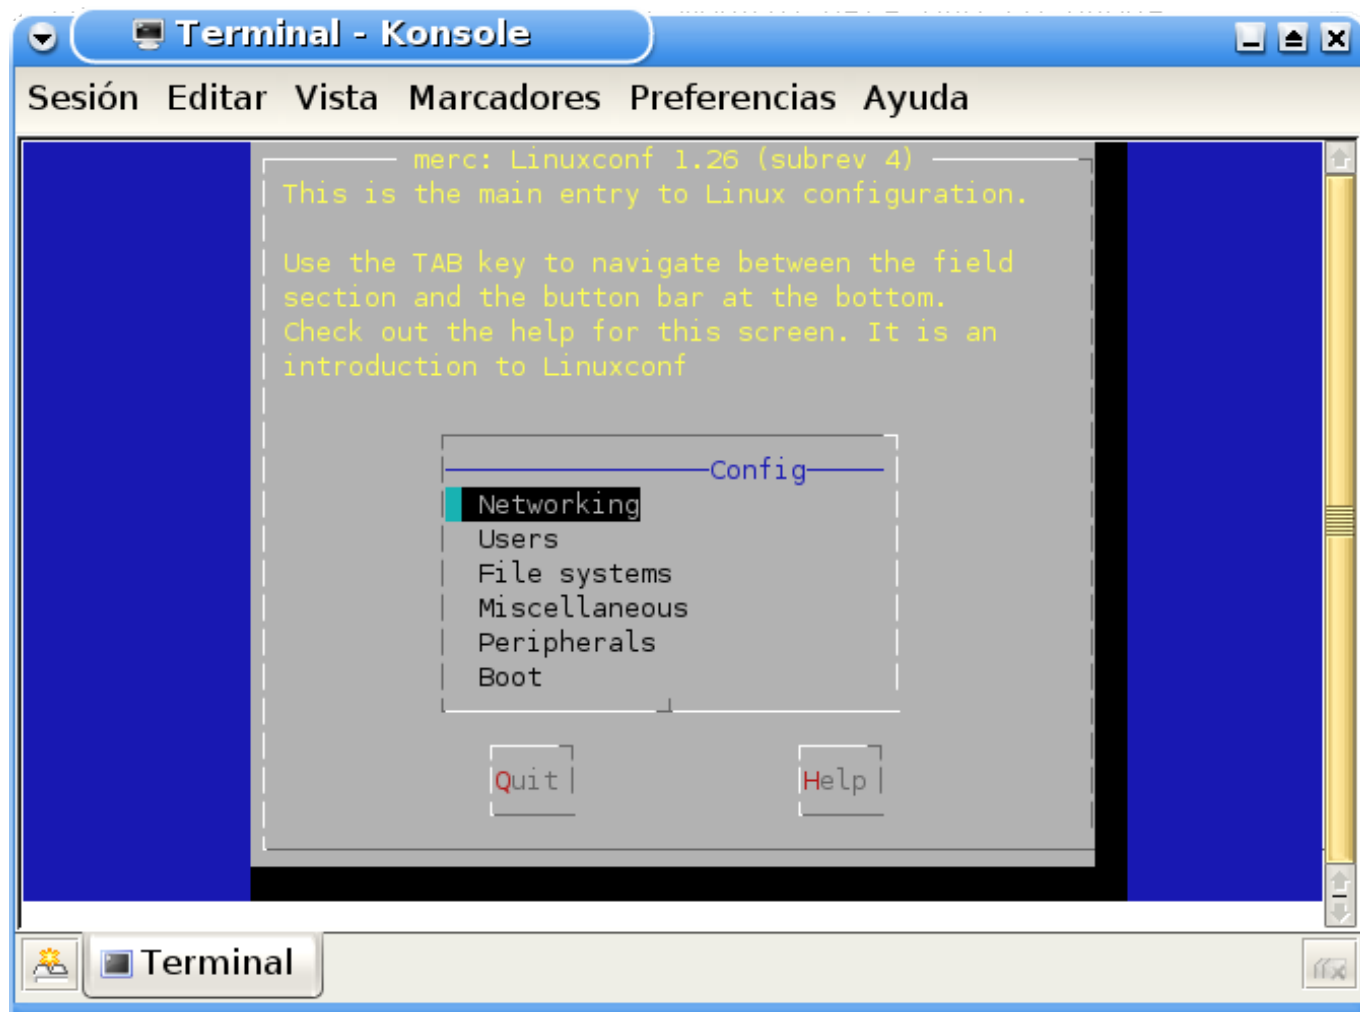 Terminal - Konsole
Sesión Editar Vista Marcadores Preferencias Ayuda
merc: Linuxconf 1.26 (subrev 4)
This is the main entry to Linux configuration.
Use the TAB key to navigate between the field
section and the button bar at the bottom.
Check out the help for this screen. It is an
introduction to Linuxconf
Config
Networking
Users
File systems
Miscellaneous
Peripherals
Boot
Quit Help
Terminal